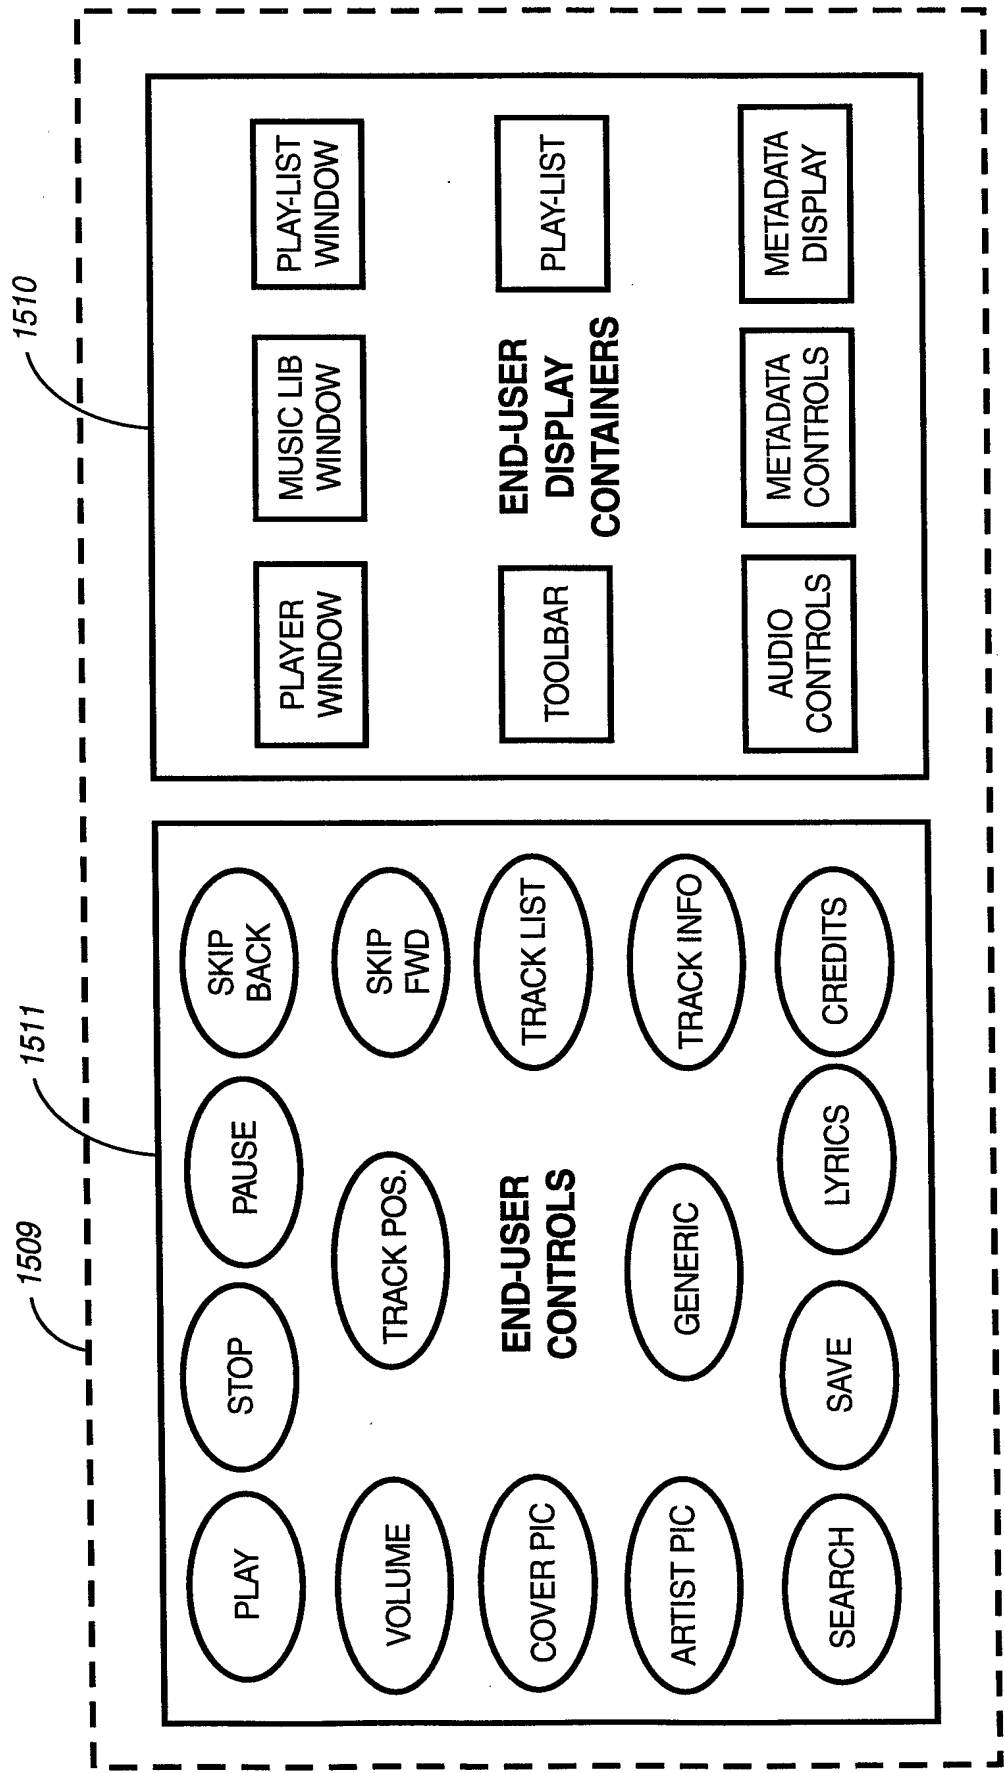 1509
1511
1510
PLAY
STOP
PAUSE
SKIP
BACK
VOLUME
TRACK POS.
SKIP
FWD
COVER PIC
END-USER
CONTROLS
TRACK LIST
ARTIST PIC
GENERIC
TRACK INFO
SEARCH
SAVE
LYRICS
CREDITS
PLAYER
WINDOW
MUSIC LIB
WINDOW
PLAY-LIST
WINDOW
TOOLBAR
END-USER
DISPLAY
CONTAINERS
PLAY-LIST
AUDIO
CONTROLS
METADATA
CONTROLS
METADATA
DISPLAY